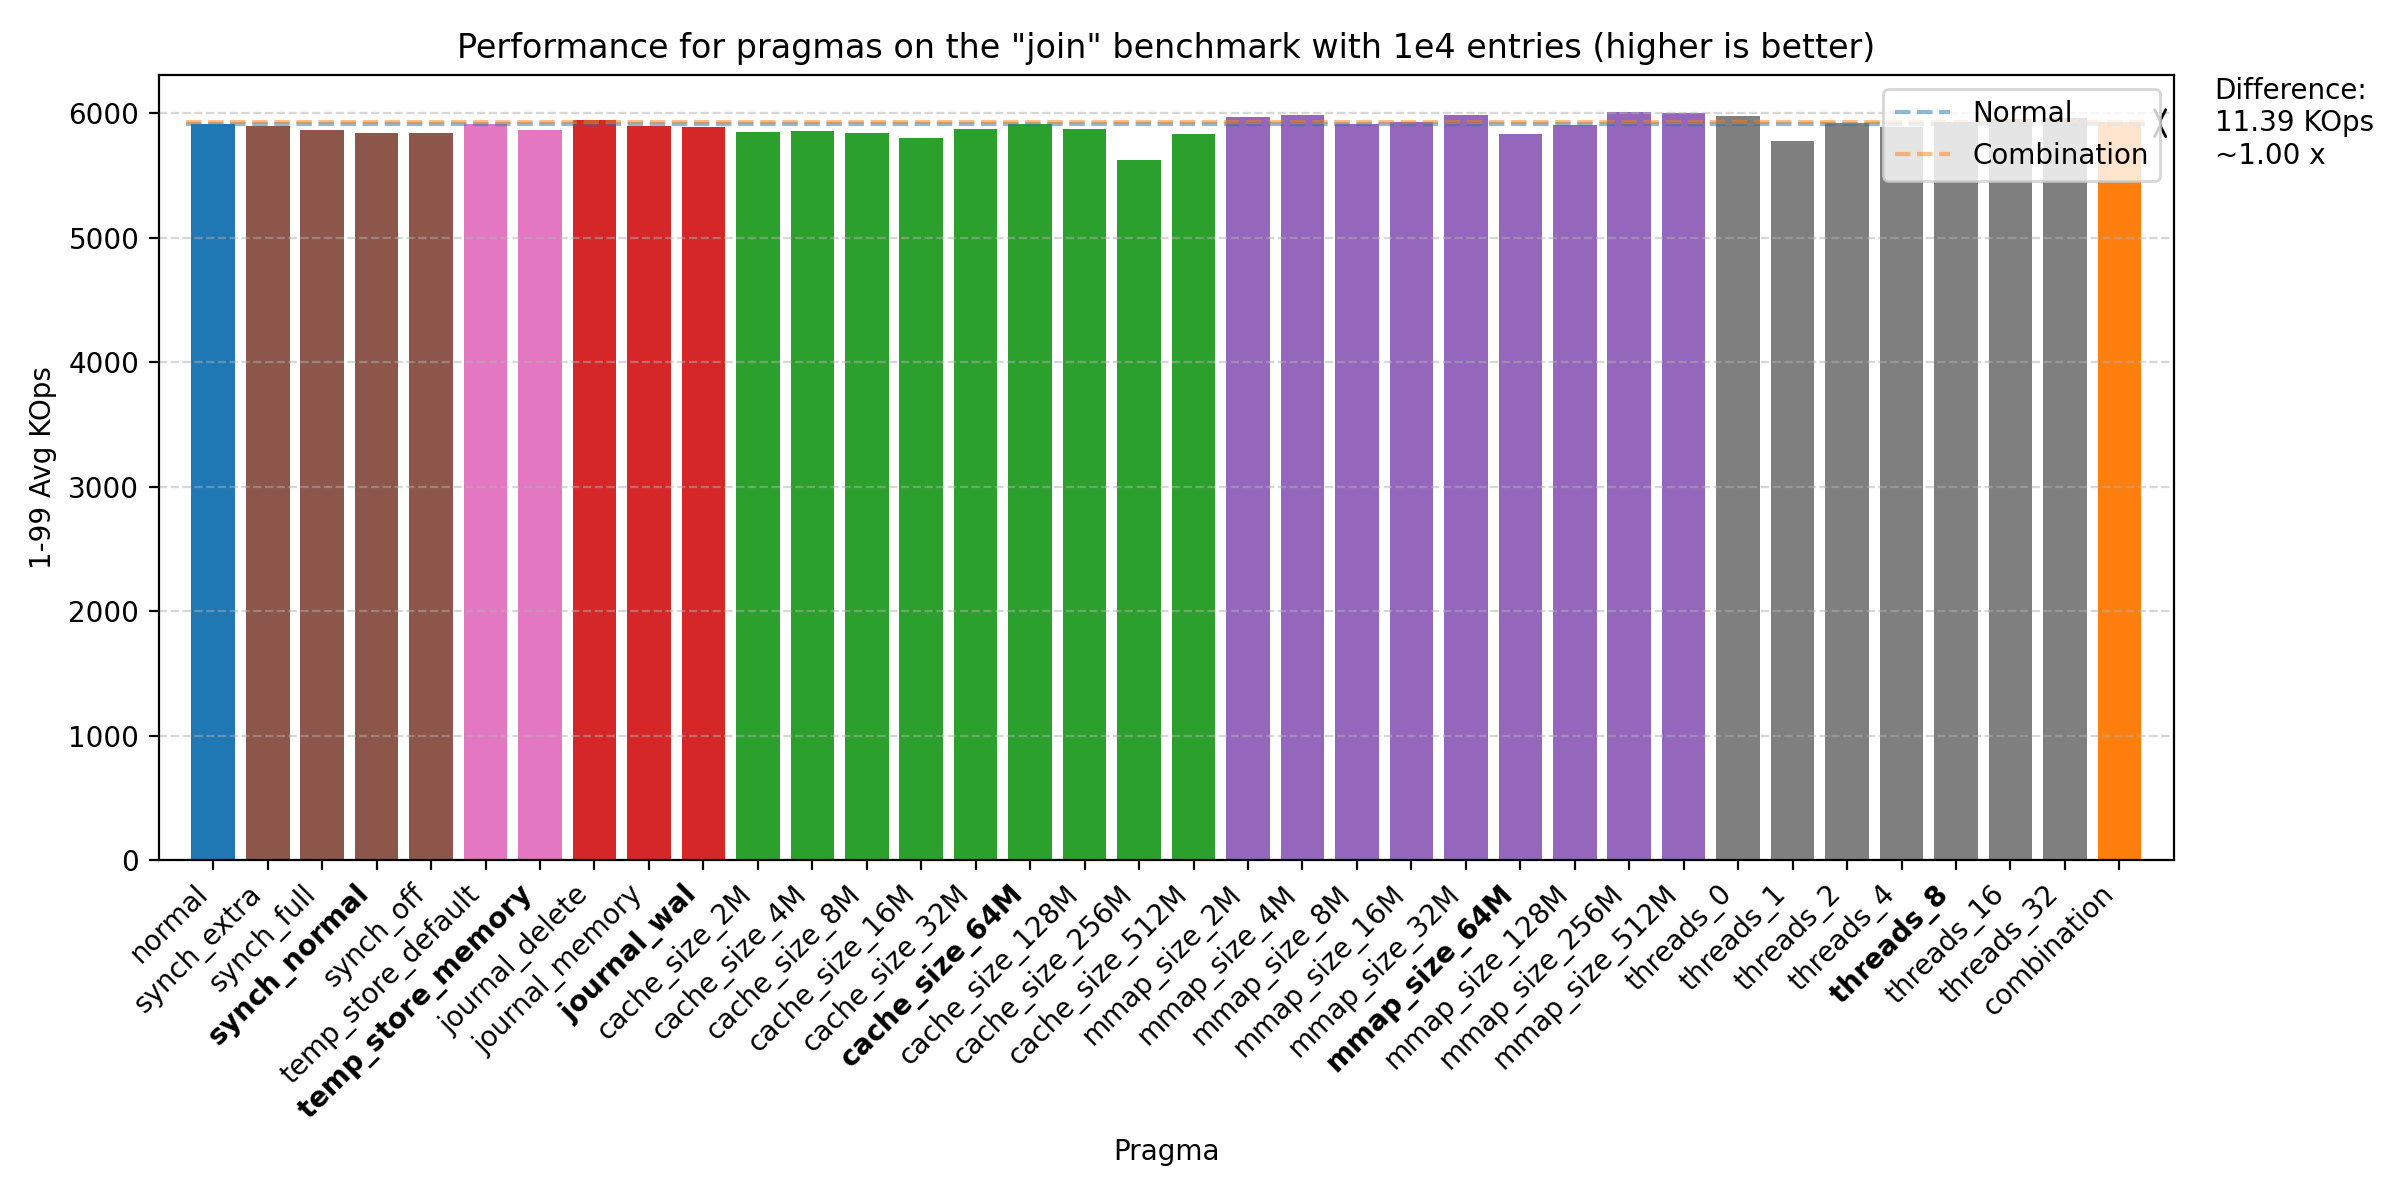 Performance for pragmas on the "join" benchmark with 1e4 entries (higher is better)
Difference:
11.39 KOps
~1.00 x
Normal
Combination
1-99 Avg KOps
6000
5000
4000
3000
2000
1000
0
normal
synch_extra
synch_full
synch_normal
synch_off
temp_store_default
temp_store_memory
journal_delete
journal_memory
journal_wal
cache_size_2M
cache_size_4M
cache_size_8M
cache_size_16M
cache_size_32M
cache_size_64M
cache_size_128M
cache_size_256M
cache_size_512M
mmap_size_2M
mmap_size_4M
mmap_size_8M
mmap_size_16M
mmap_size_32M
mmap_size_64M
mmap_size_128M
mmap_size_256M
mmap_size_512M
threads_0
threads_1
threads_2
threads_4
threads_8
threads_16
threads_32
combination
Pragma